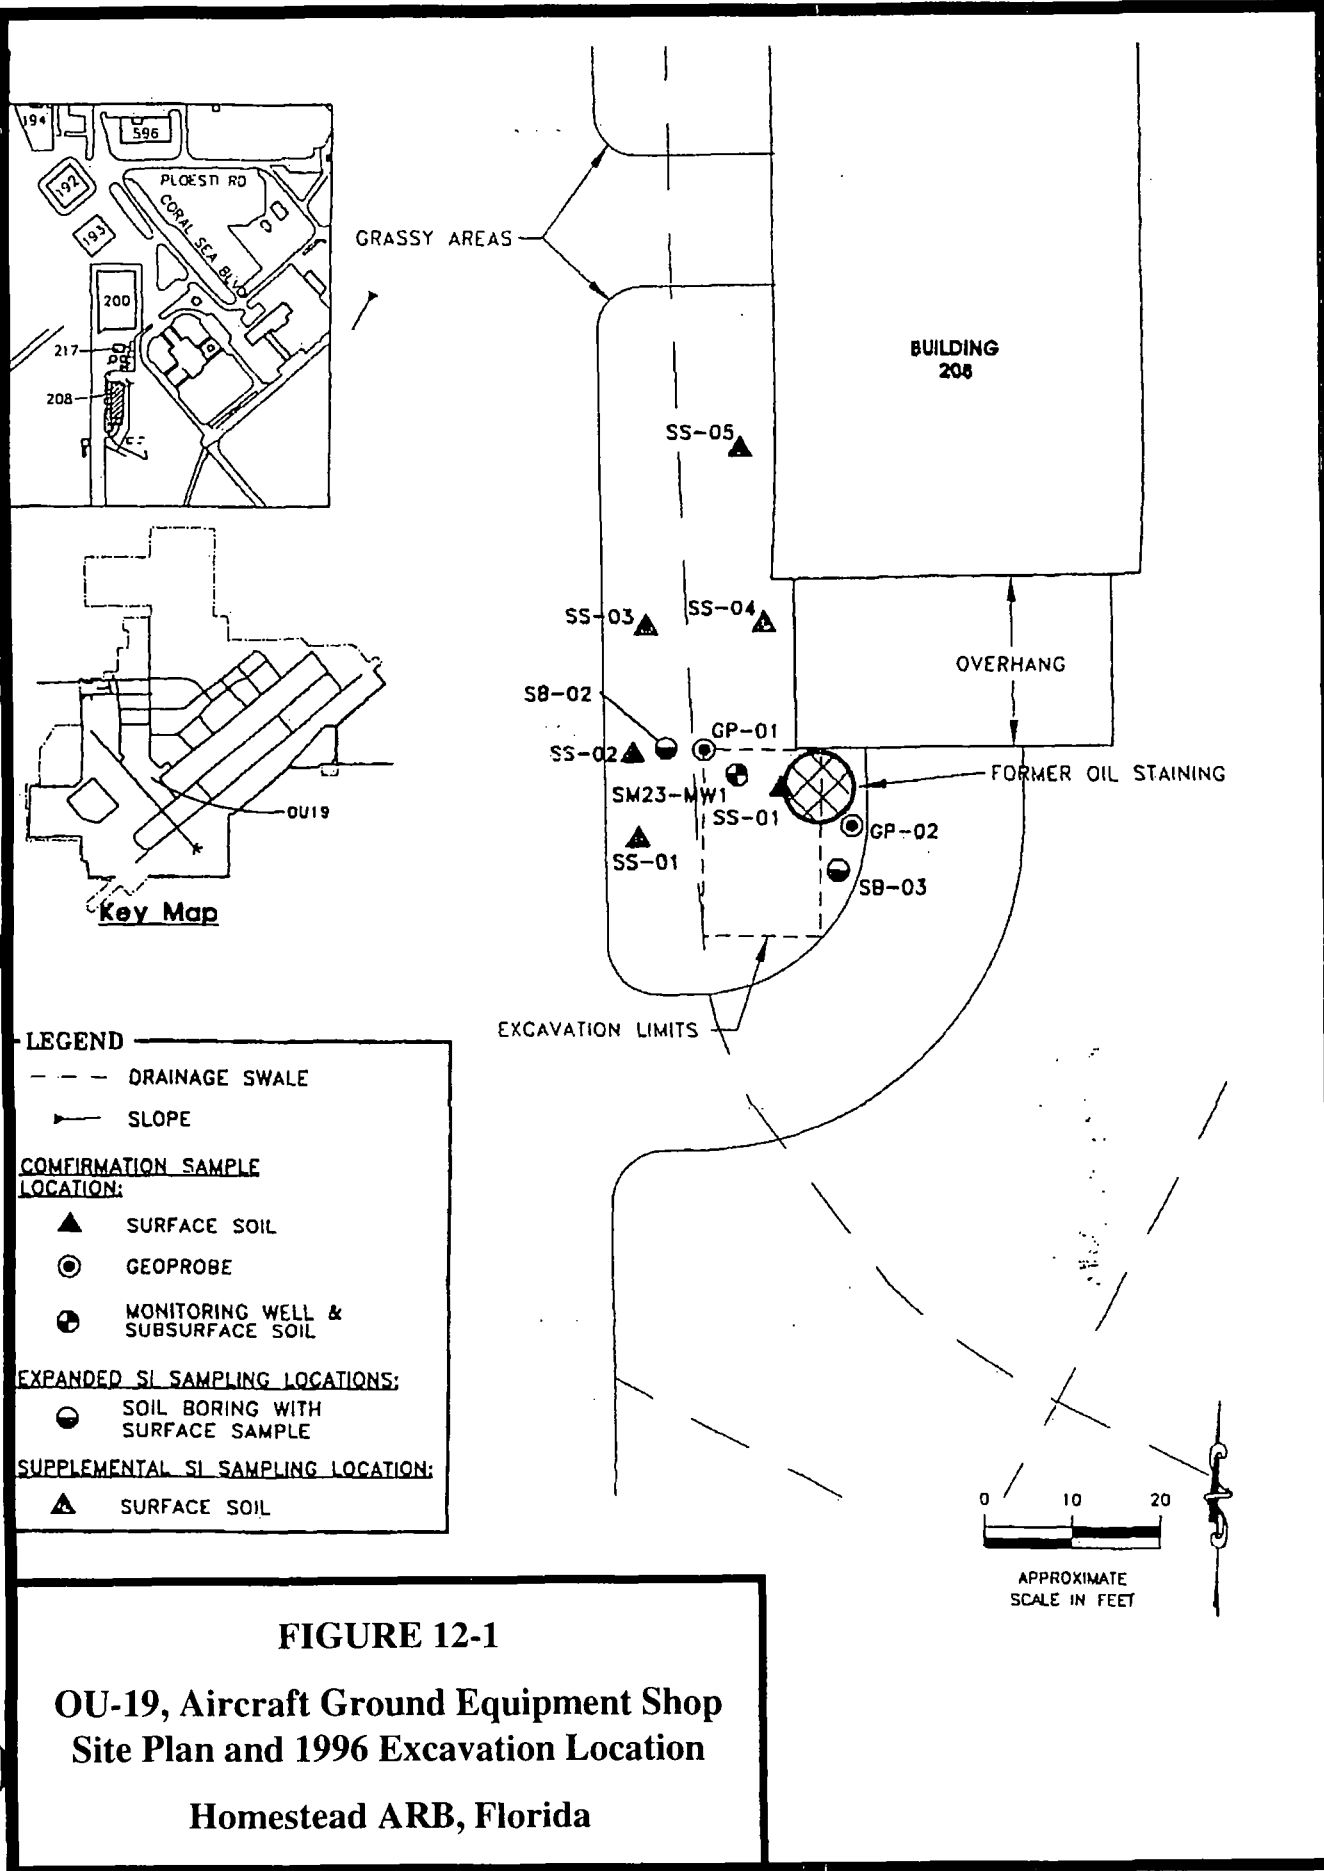 194
596
192
PLOESTI RD
CORAL SEA BLVD
193
200
217
208
GRASSY AREAS
BUILDING
208
SS-05
SS-03
SS-04
OVERHANG
SB-02
GP-01
SS-02
FORMER OIL STAINING
SM23-MW1
SS-01
GP-02
SS-01
SB-03
OU19
Key Map
EXCAVATION LIMITS
LEGEND
DRAINAGE SWALE
SLOPE
COMFIRMATION SAMPLE
LOCATION:
SURFACE SOIL
GEOPROBE
MONITORING WELL &
SUBSURFACE SOIL
EXPANDED SI SAMPLING LOCATIONS:
SOIL BORING WITH
SURFACE SAMPLE
SUPPLEMENTAL SI SAMPLING LOCATION:
SURFACE SOIL
0 10 20
APPROXIMATE
SCALE IN FEET
FIGURE 12-1
OU-19, Aircraft Ground Equipment Shop
Site Plan and 1996 Excavation Location
Homestead ARB, Florida